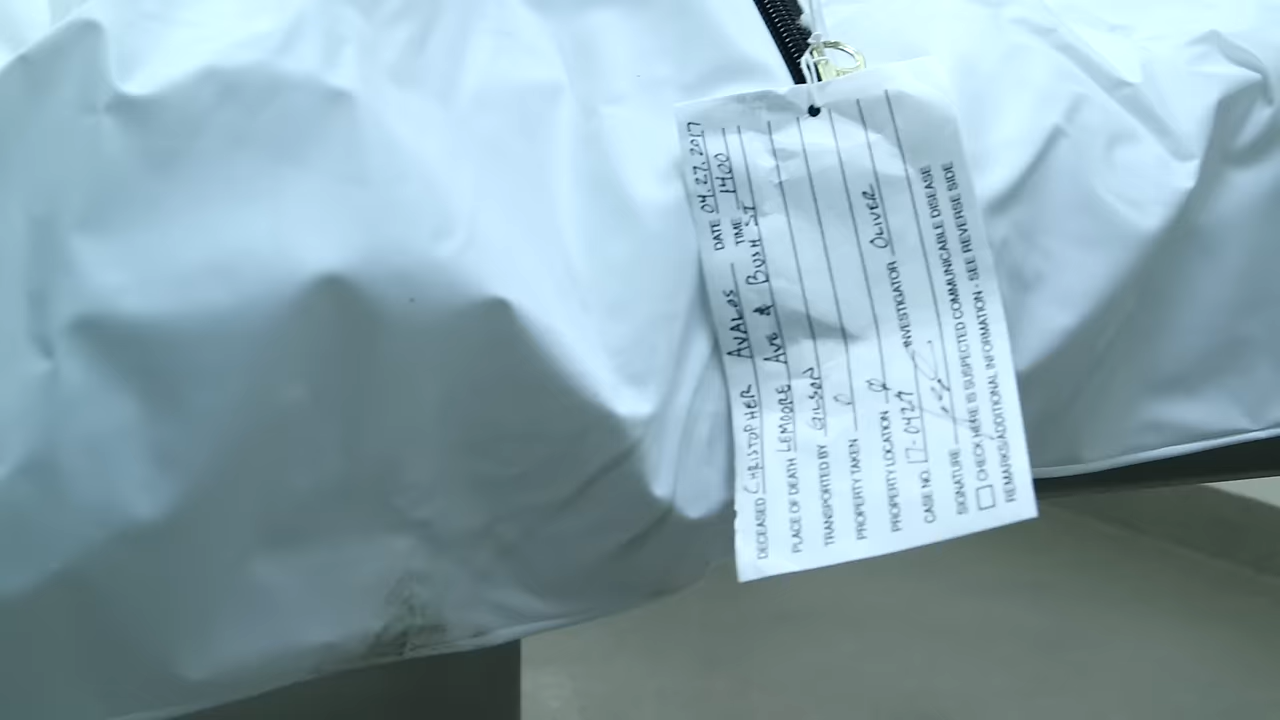 DECEASED CHRISTOPHER AVALOS DATE 04.27.2017
PLACE OF DEATH LEMOORE AVE & BUSH ST TIME 1400
TRANSPORTED BY GILSON
PROPERTY TAKEN
PROPERTY LOCATION
CASE NO. 17-0429 INVESTIGATOR OLIVER
SIGNATURE
CHECK HERE IS SUSPECTED COMMUNICABLE DISEASE
REMARKS/ADDITIONAL INFORMATION - SEE REVERSE SIDE